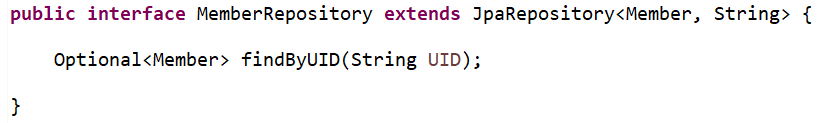 public interface MemberRepository extends JpaRepository<Member, String> {
Optional<Member> findByUID(String UID);
}